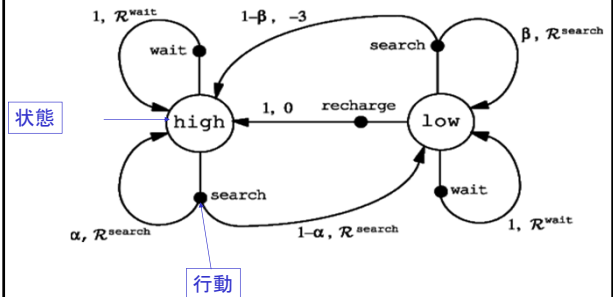 1, R^wait
1-β, -3
β, R^search
wait
search
状態
high
1, 0
recharge
low
search
wait
α, R^search
1-α, R^search
1, R^wait
行動